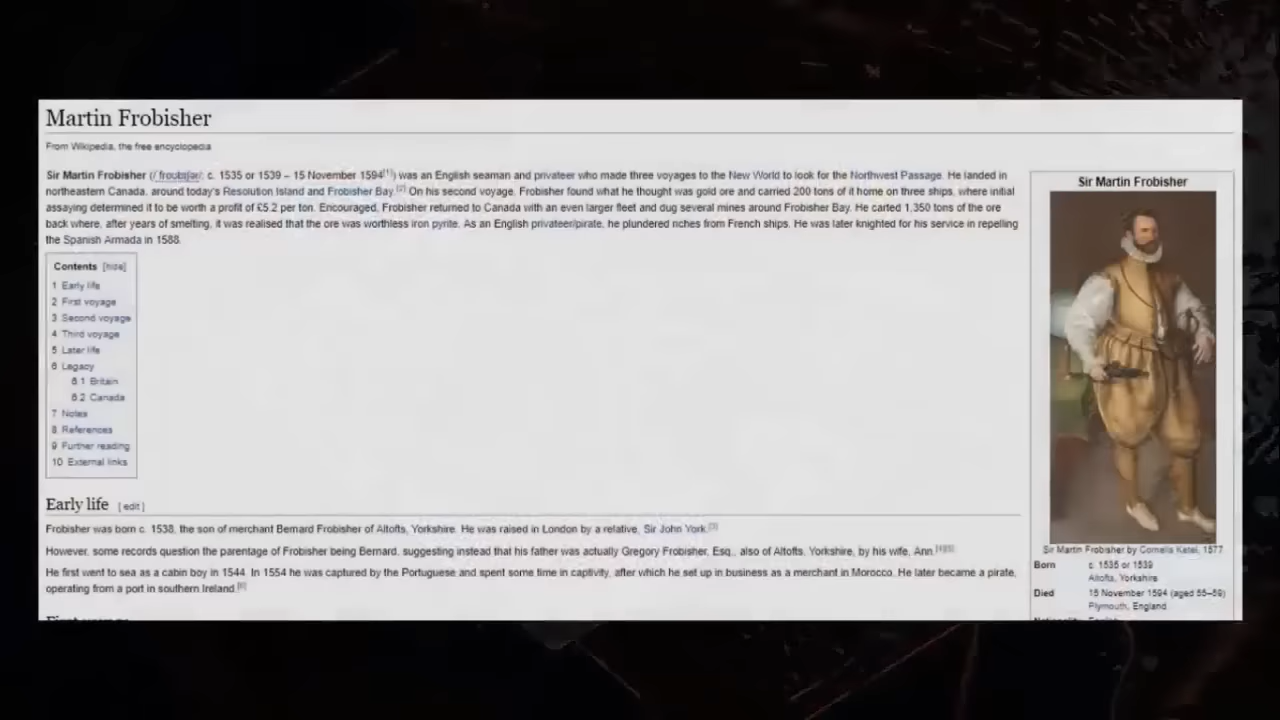 Martin Frobisher
From Wikipedia, the free encyclopedia
Sir Martin Frobisher (/ˈfroʊbɪʃər/; c. 1535 or 1539 – 15 November 1594[1]) was an English seaman and privateer who made three voyages to the New World to look for the Northwest Passage. He landed in
northeastern Canada, around today's Resolution Island and Frobisher Bay.[2] On his second voyage, Frobisher found what he thought was gold ore and carried 200 tons of it home on three ships, where initial
assaying determined it to be worth a profit of £5.2 per ton. Encouraged, Frobisher returned to Canada with an even larger fleet and dug several mines around Frobisher Bay. He carted 1,350 tons of the ore
back where, after years of smelting, it was realised that the ore was worthless iron pyrite. As an English privateer/pirate, he plundered riches from French ships. He was later knighted for his service in repelling
the Spanish Armada in 1588.
Contents [hide]
1 Early life
2 First voyage
3 Second voyage
4 Third voyage
5 Later life
6 Legacy
6.1 Britain
6.2 Canada
7 Notes
8 References
9 Further reading
10 External links
Early life [edit]
Frobisher was born c. 1538, the son of merchant Bernard Frobisher of Altofts, Yorkshire. He was raised in London by a relative, Sir John York.[3]
However, some records question the parentage of Frobisher being Bernard, suggesting instead that his father was actually Gregory Frobisher, Esq., also of Altofts, Yorkshire, by his wife, Ann.[4][5]
He first went to sea as a cabin boy in 1544. In 1554 he was captured by the Portuguese and spent some time in captivity, after which he set up in business as a merchant in Morocco. He later became a pirate,
operating from a port in southern Ireland.[6]
Sir Martin Frobisher
Sir Martin Frobisher by Cornelis Ketel, 1577
Born c. 1535 or 1539
Altofts, Yorkshire
Died 15 November 1594 (aged 55–59)
Plymouth, England